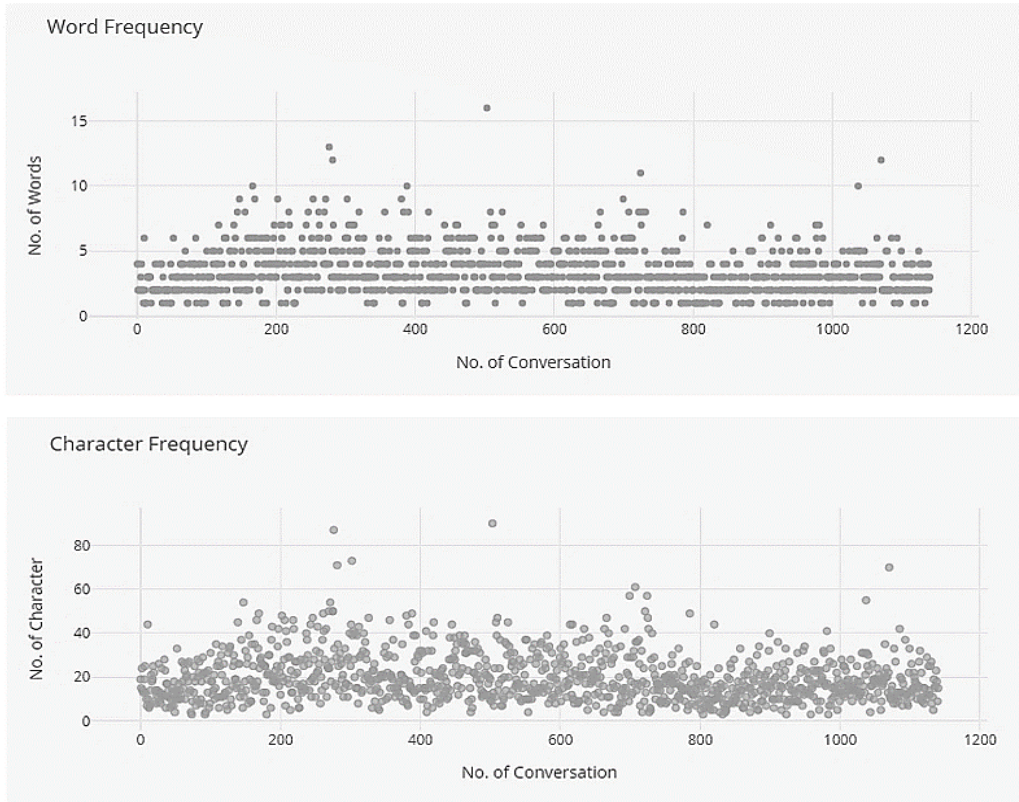 Word Frequency
15
10
5
0
No. of Words
0 200 400 600 800 1000 1200
No. of Conversation
Character Frequency
80
60
40
20
0
No. of Character
0 200 400 600 800 1000 1200
No. of Conversation